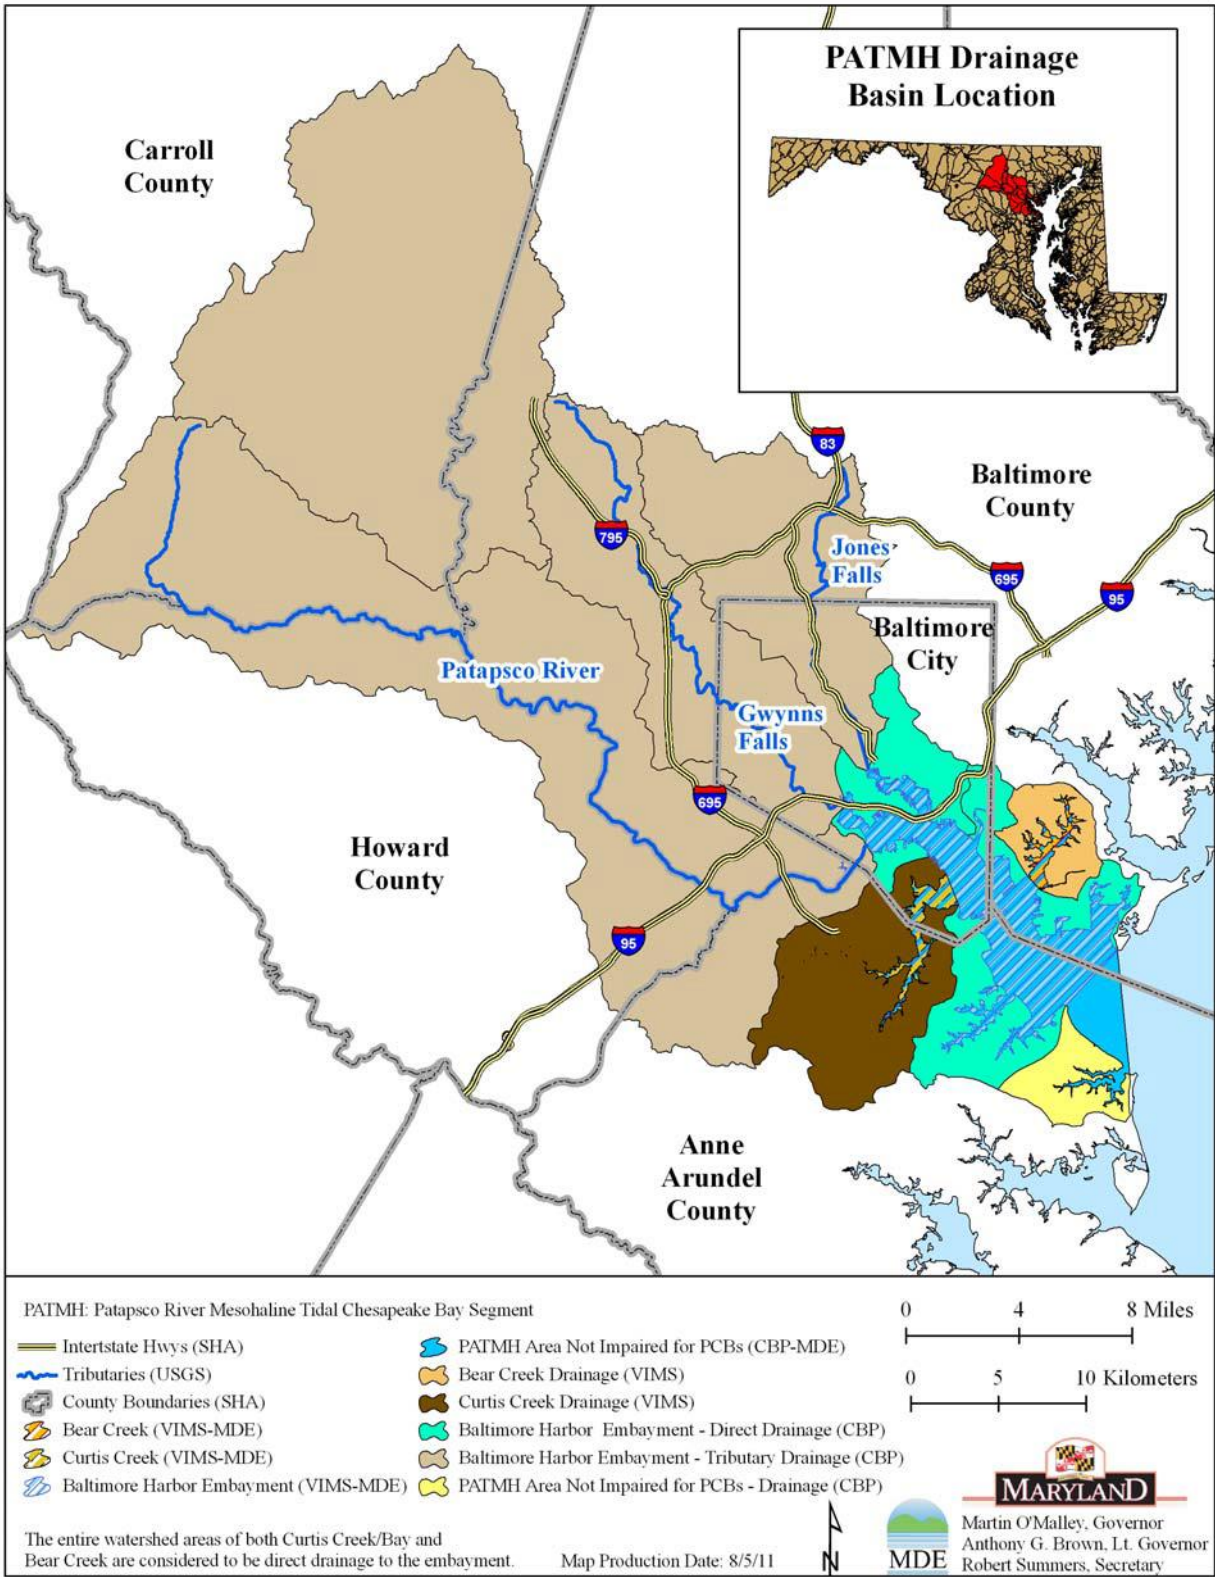 PATMH Drainage
Basin Location
Carroll
County
83
Baltimore
County
795
Jones
Falls
695
95
Baltimore
City
Patapsco River
Gwynns
Falls
695
Howard
County
95
Anne
Arundel
County
PATMH: Patapsco River Mesohaline Tidal Chesapeake Bay Segment
Intertstate Hwys (SHA)
Tributaries (USGS)
County Boundaries (SHA)
Bear Creek (VIMS-MDE)
Curtis Creek (VIMS-MDE)
Baltimore Harbor Embayment (VIMS-MDE)
PATMH Area Not Impaired for PCBs (CBP-MDE)
Bear Creek Drainage (VIMS)
Curtis Creek Drainage (VIMS)
Baltimore Harbor Embayment - Direct Drainage (CBP)
Baltimore Harbor Embayment - Tributary Drainage (CBP)
PATMH Area Not Impaired for PCBs - Drainage (CBP)
0 4 8 Miles
0 5 10 Kilometers
The entire watershed areas of both Curtis Creek/Bay and
Bear Creek are considered to be direct drainage to the embayment.
Map Production Date: 8/5/11
N
MDE
MARYLAND
Martin O'Malley, Governor
Anthony G. Brown, Lt. Governor
Robert Summers, Secretary